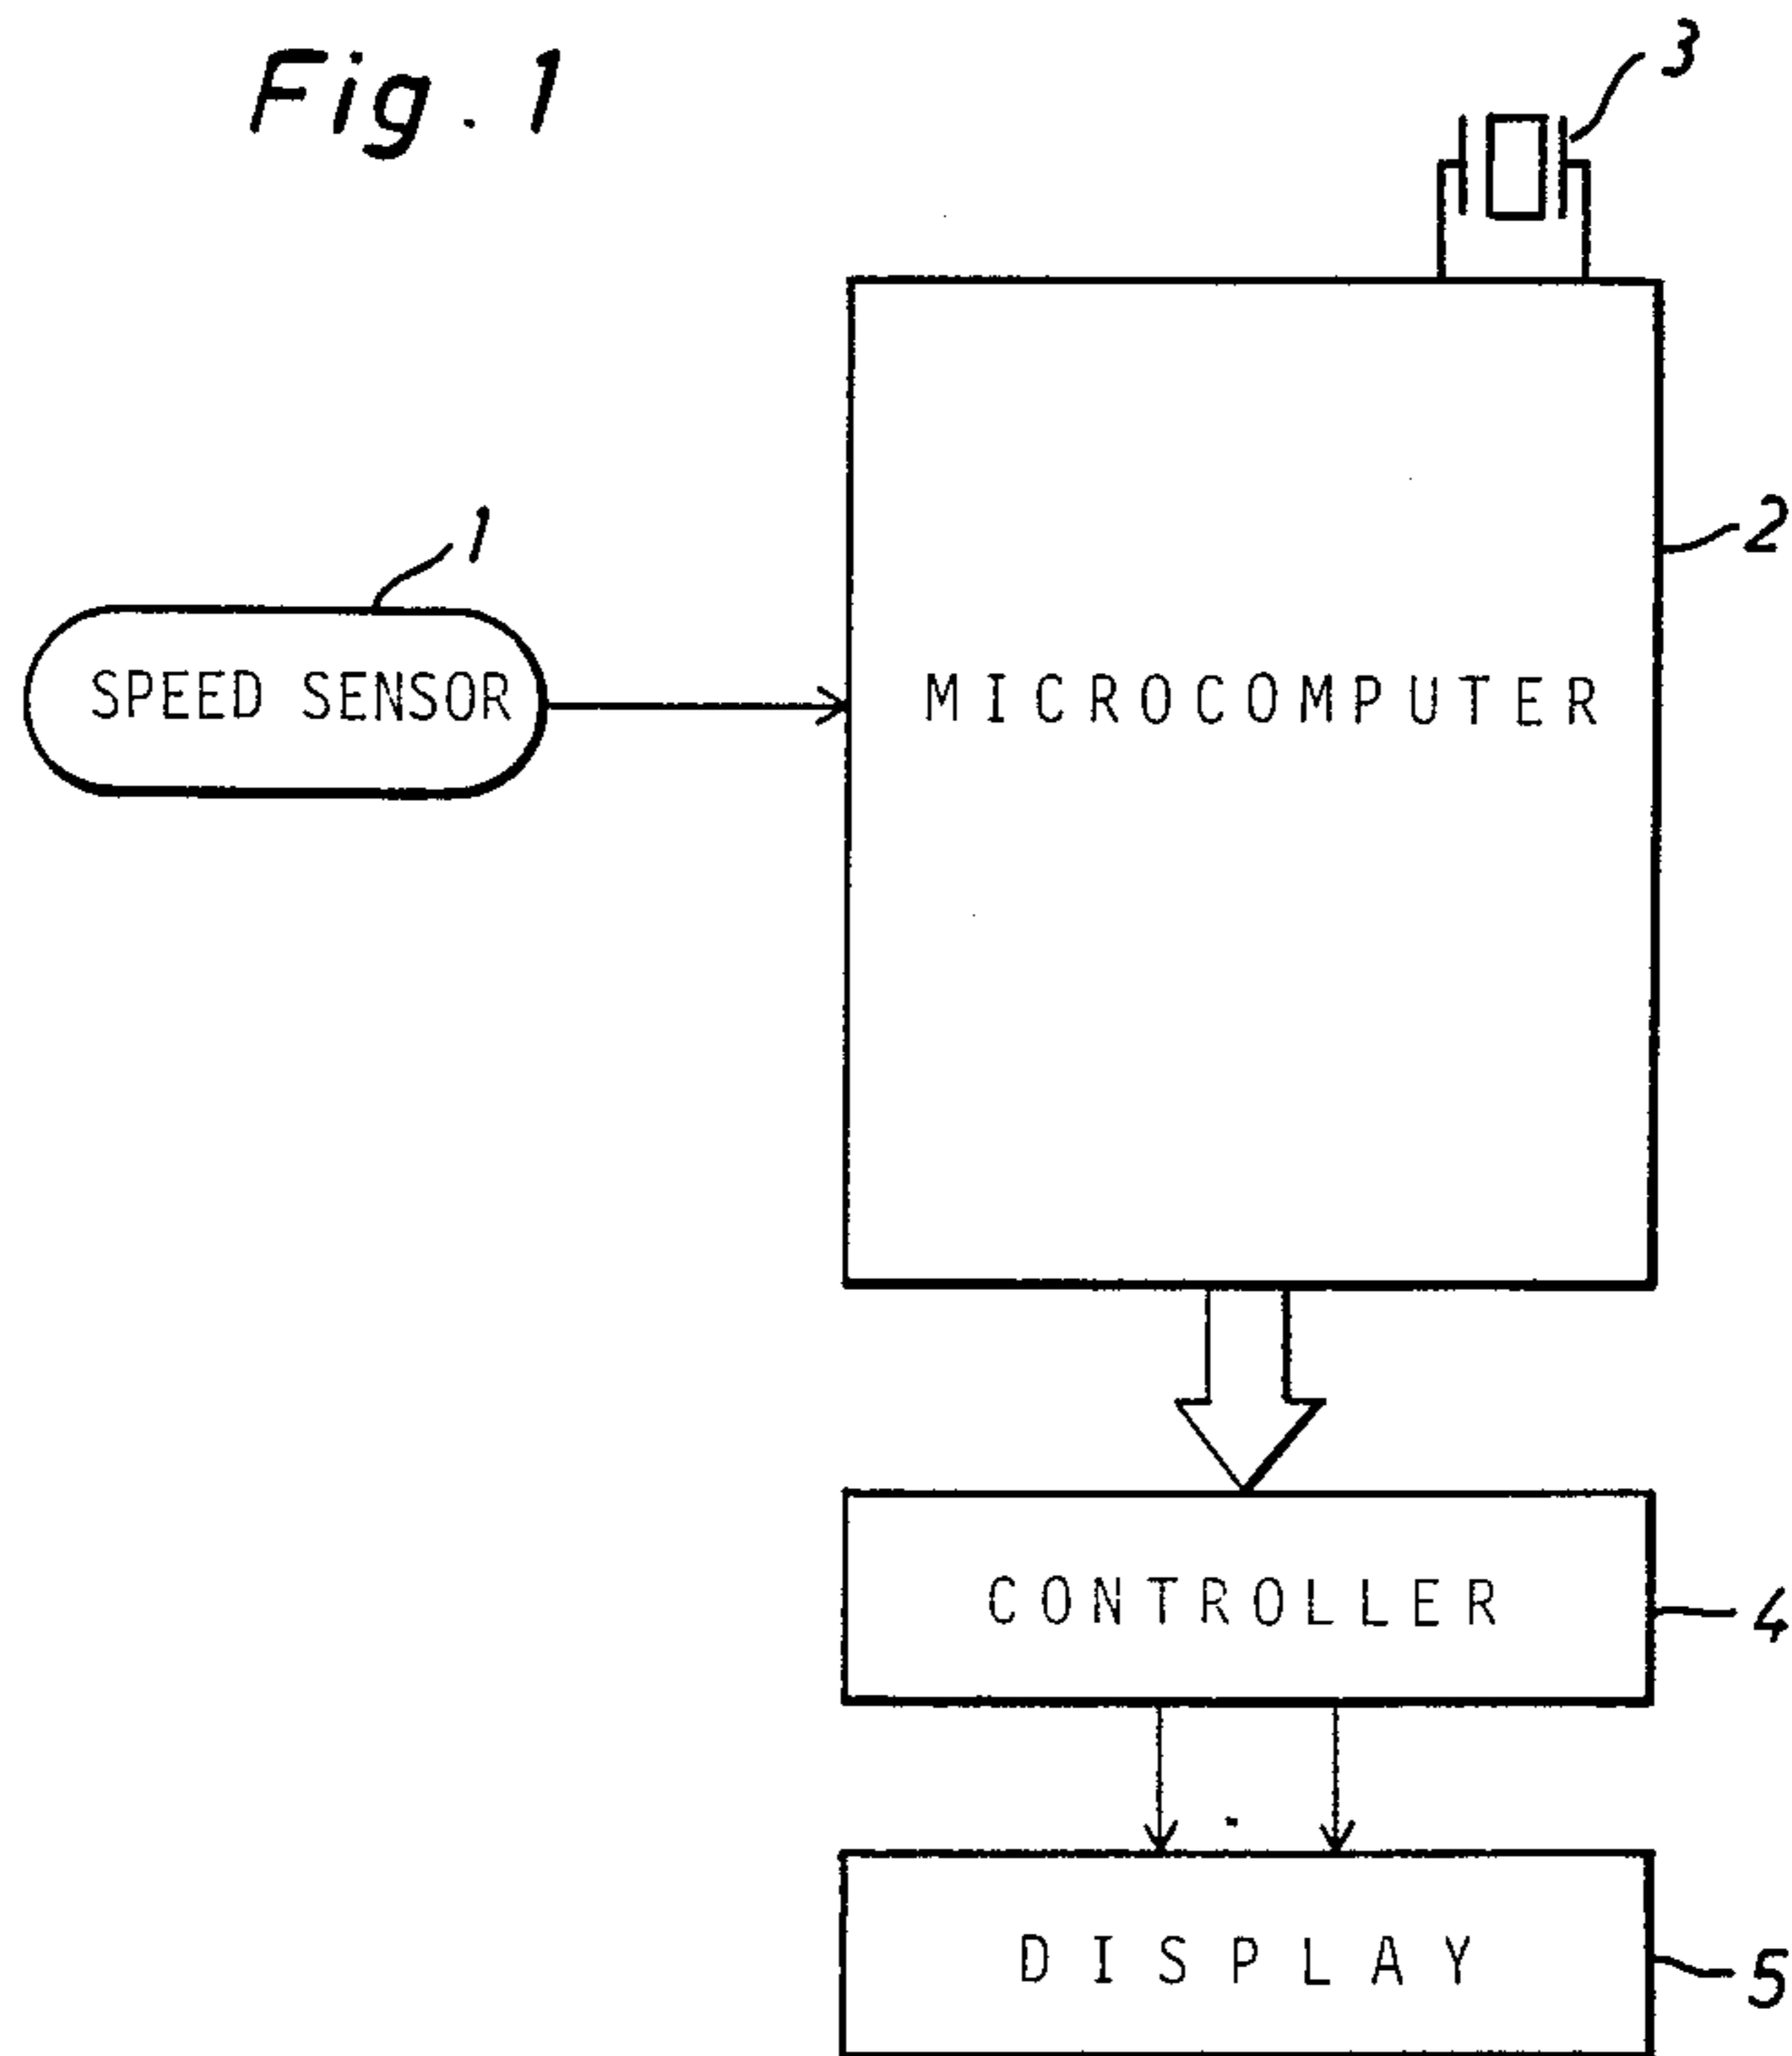 Fig. 1
3
2
1
SPEED SENSOR
MICROCOMPUTER
CONTROLLER
4
DISPLAY
5